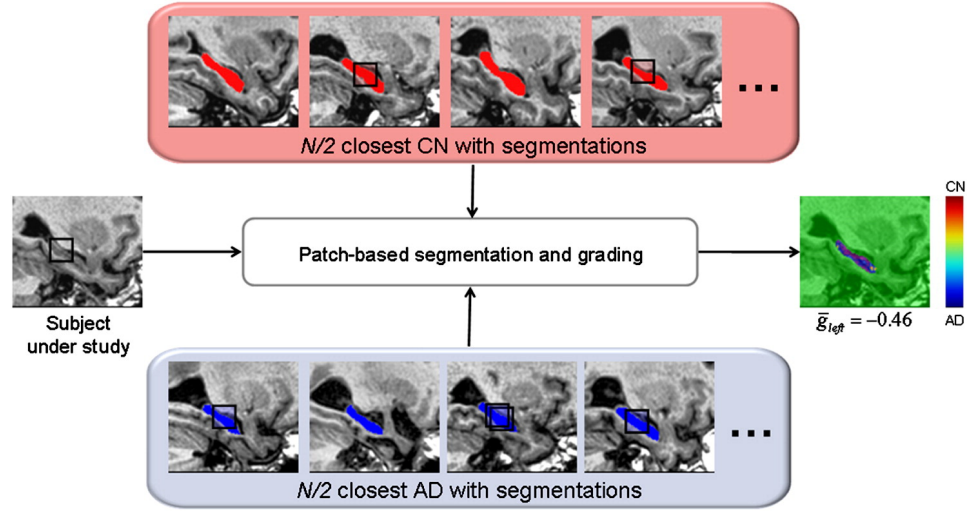 N/2 closest CN with segmentations
Subject
under study
Patch-based segmentation and grading
CN
AD
g̅left = −0.46
N/2 closest AD with segmentations